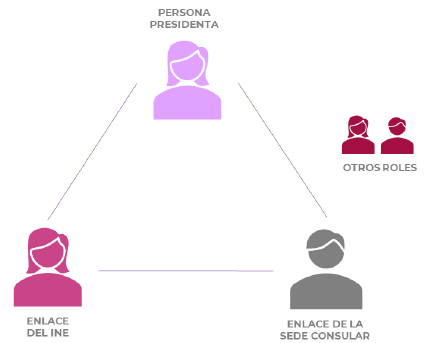 PERSONA
PRESIDENTA
OTROS ROLES
ENLACE
DEL INE
ENLACE DE LA
SEDE CONSULAR